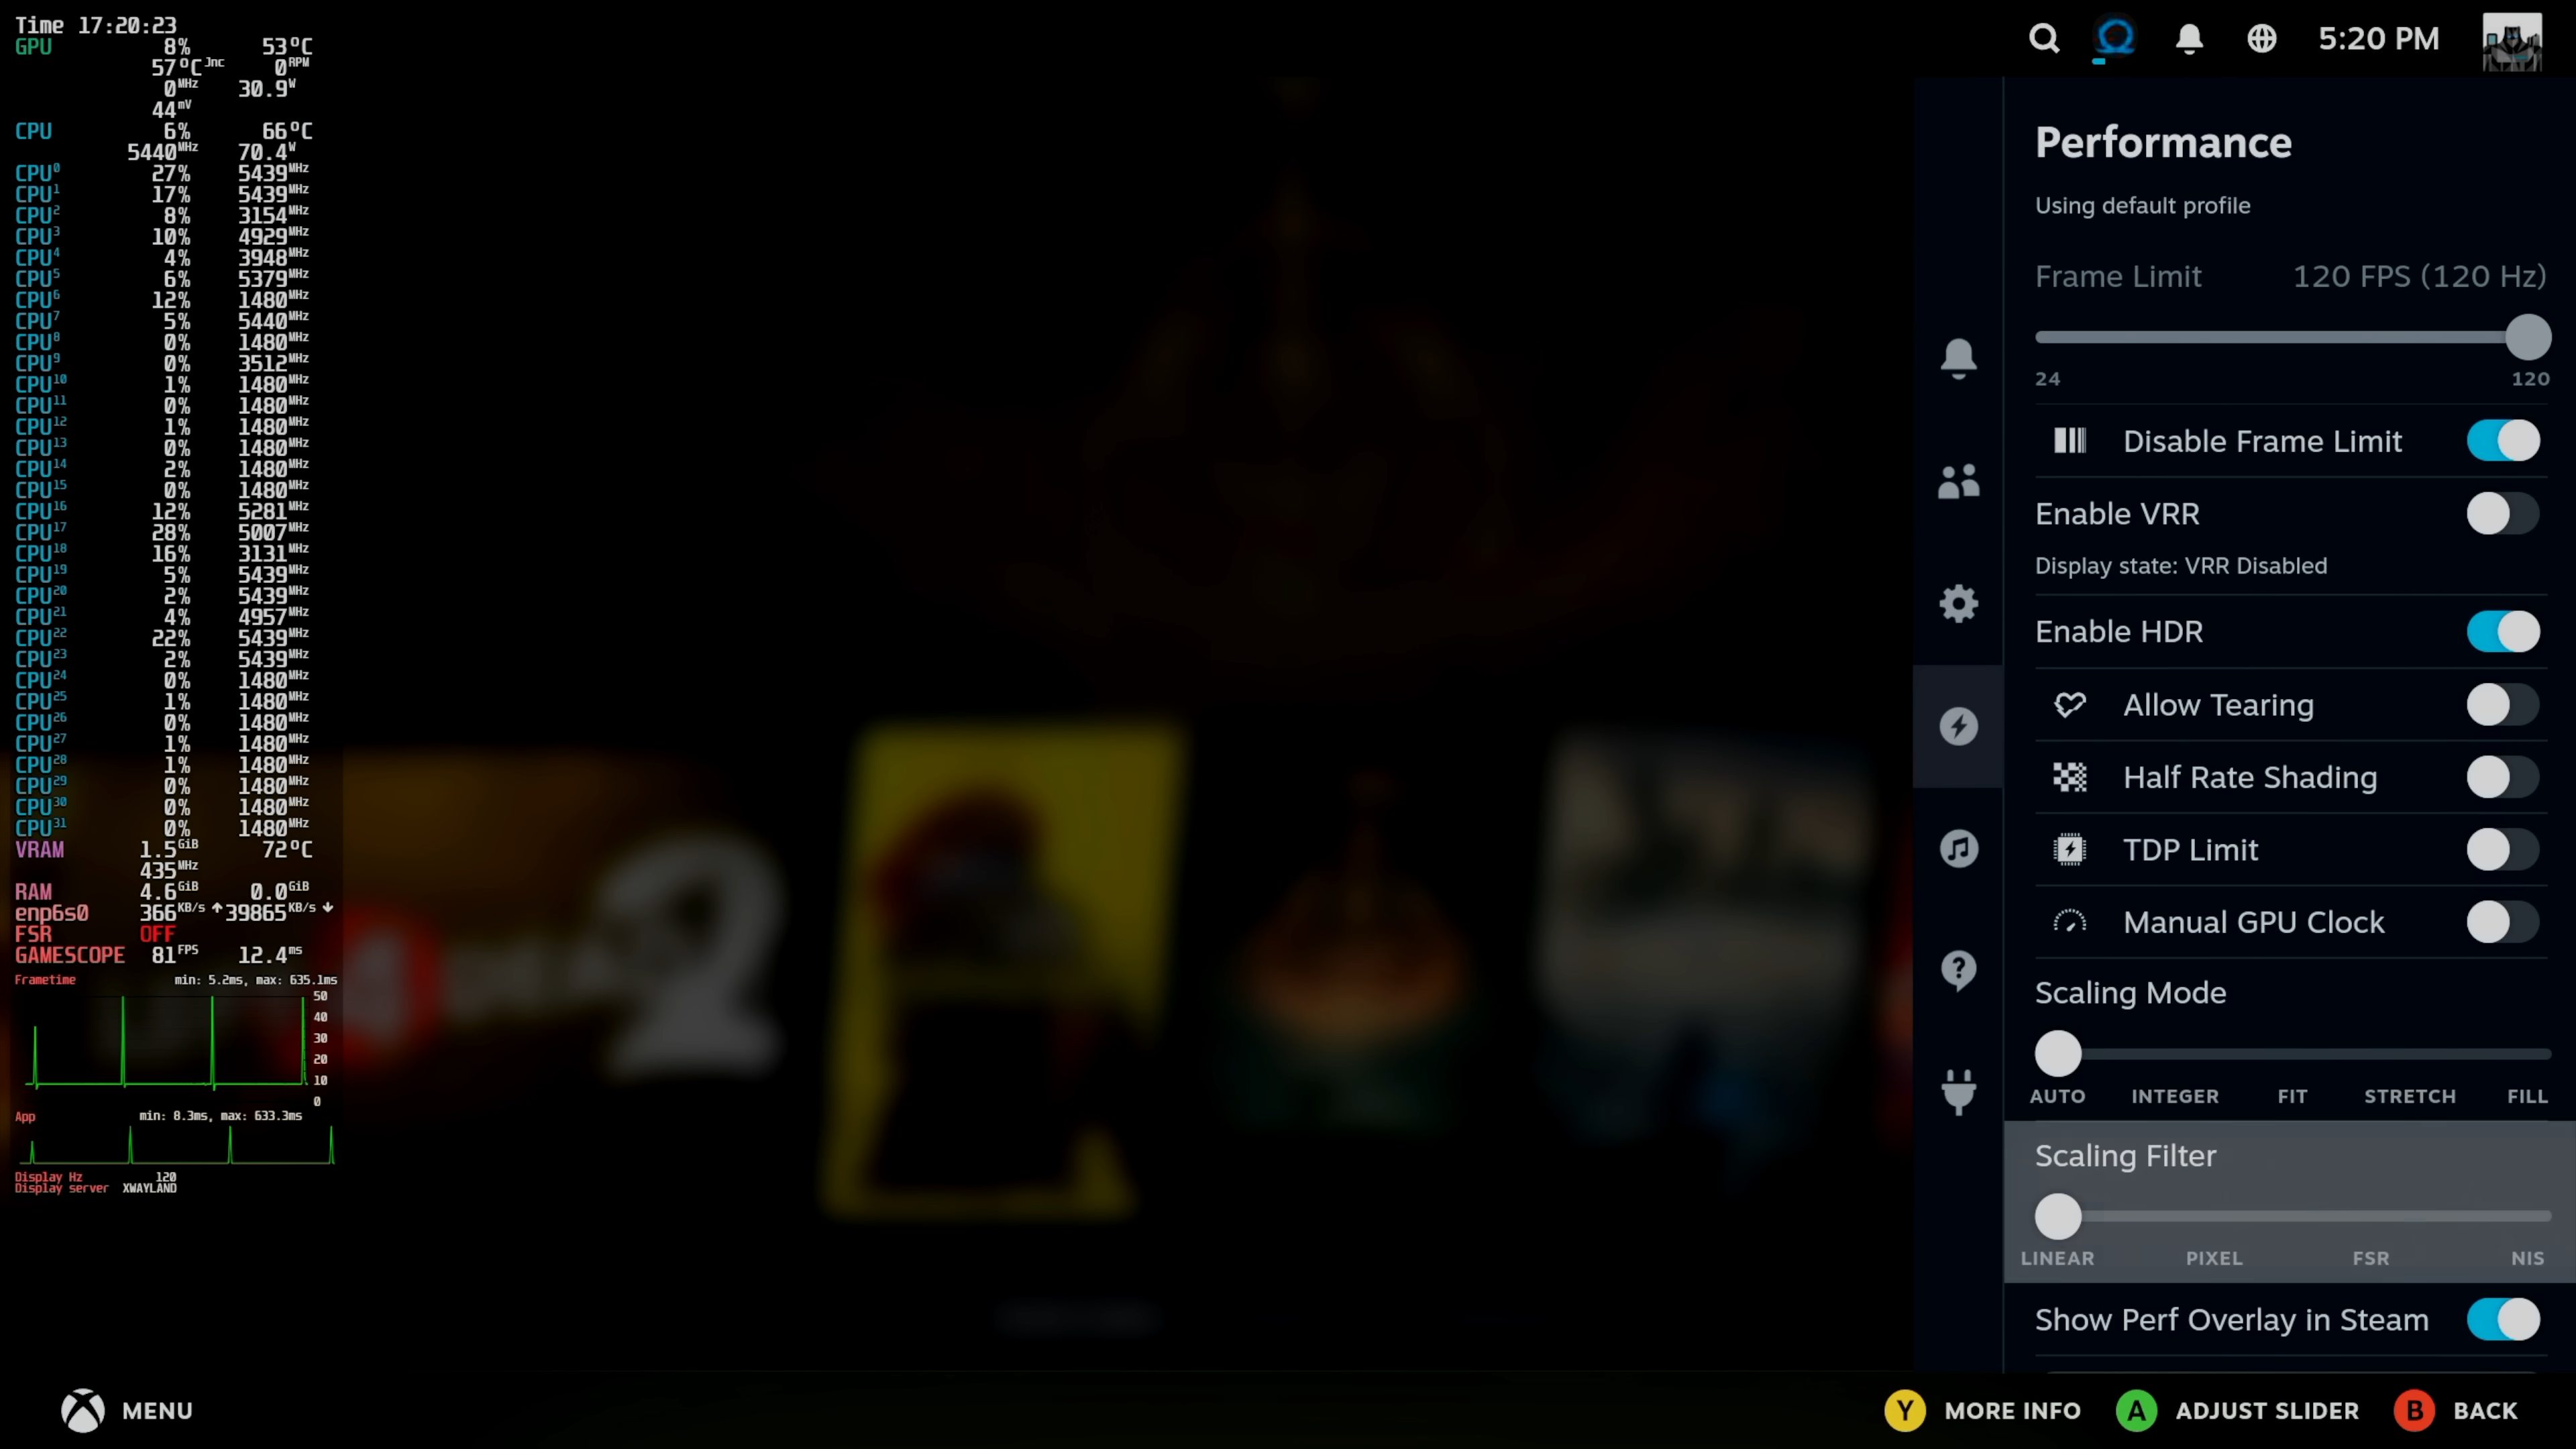 Time 17:20:23
GPU 8% 53°C
57°C Jnc 0 RPM
0 MHz 30.9 W
44 mV
CPU 6% 66°C
5440 MHz 70.4 W
CPU0 27% 5439 MHz
CPU1 17% 5439 MHz
CPU2 8% 3154 MHz
CPU3 10% 4929 MHz
CPU4 4% 3948 MHz
CPU5 6% 5379 MHz
CPU6 12% 1480 MHz
CPU7 5% 5440 MHz
CPU8 0% 1480 MHz
CPU9 0% 3512 MHz
CPU10 1% 1480 MHz
CPU11 0% 1480 MHz
CPU12 1% 1480 MHz
CPU13 0% 1480 MHz
CPU14 2% 1480 MHz
CPU15 0% 1480 MHz
CPU16 12% 5281 MHz
CPU17 28% 5007 MHz
CPU18 16% 3131 MHz
CPU19 5% 5439 MHz
CPU20 2% 5439 MHz
CPU21 4% 4957 MHz
CPU22 22% 5439 MHz
CPU23 2% 5439 MHz
CPU24 0% 1480 MHz
CPU25 1% 1480 MHz
CPU26 0% 1480 MHz
CPU27 1% 1480 MHz
CPU28 1% 1480 MHz
CPU29 0% 1480 MHz
CPU30 0% 1480 MHz
CPU31 0% 1480 MHz
VRAM 1.5 GiB 72°C
435 MHz
RAM 4.6 GiB 0.0 GiB
enp6s0 366 KB/s ↑ 39865 KB/s ↓
FSR OFF
GAMESCOPE 81 FPS 12.4 ms
Frametime min: 5.2ms, max: 635.1ms
50
40
30
20
10
0
App min: 8.3ms, max: 633.3ms
Display Hz 120
Display server XWAYLAND
2
5:20 PM
Performance
Using default profile
Frame Limit 120 FPS (120 Hz)
24 120
Disable Frame Limit
Enable VRR
Display state: VRR Disabled
Enable HDR
Allow Tearing
Half Rate Shading
TDP Limit
Manual GPU Clock
Scaling Mode
AUTO INTEGER FIT STRETCH FILL
Scaling Filter
LINEAR PIXEL FSR NIS
Show Perf Overlay in Steam
MENU
Y MORE INFO A ADJUST SLIDER B BACK